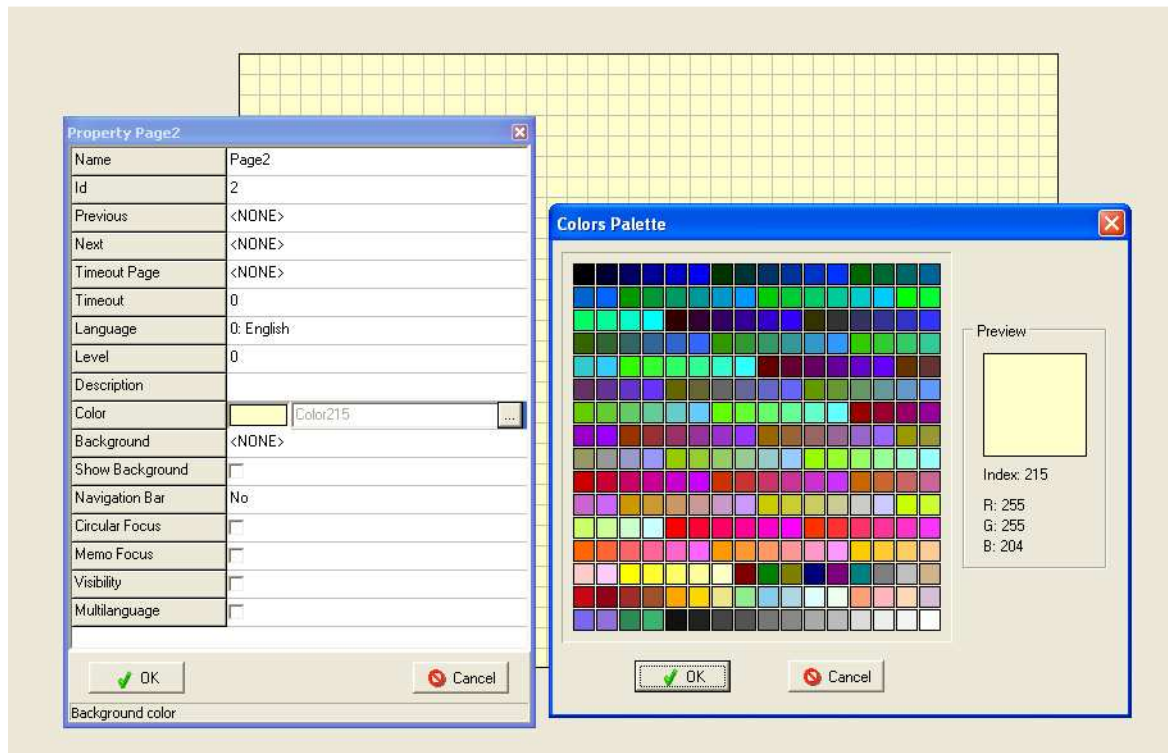 Property Page2
Name Page2
Id 2
Previous <NONE>
Next <NONE>
Timeout Page <NONE>
Timeout 0
Language 0: English
Level 0
Description
Color Color215 ...
Background <NONE>
Show Background
Navigation Bar No
Circular Focus
Memo Focus
Visibility
Multilanguage
OK Cancel
Background color
Colors Palette
Preview
Index: 215
R: 255
G: 255
B: 204
OK Cancel